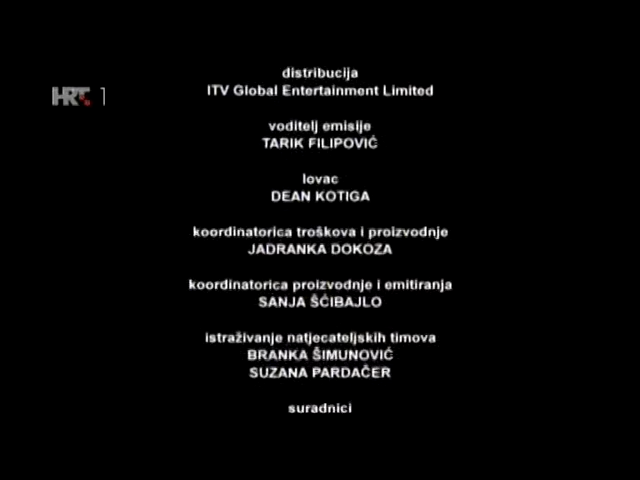 distribucija
ITV Global Entertainment Limited
HRT 1
voditelj emisije
TARIK FILIPOVIĆ
lovac
DEAN KOTIGA
koordinatorica troškova i proizvodnje
JADRANKA DOKOZA
koordinatorica proizvodnje i emitiranja
SANJA ŠĆIBAJLO
istraživanje natjecateljskih timova
BRANKA ŠIMUNOVIĆ
SUZANA PARDAČER
suradnici